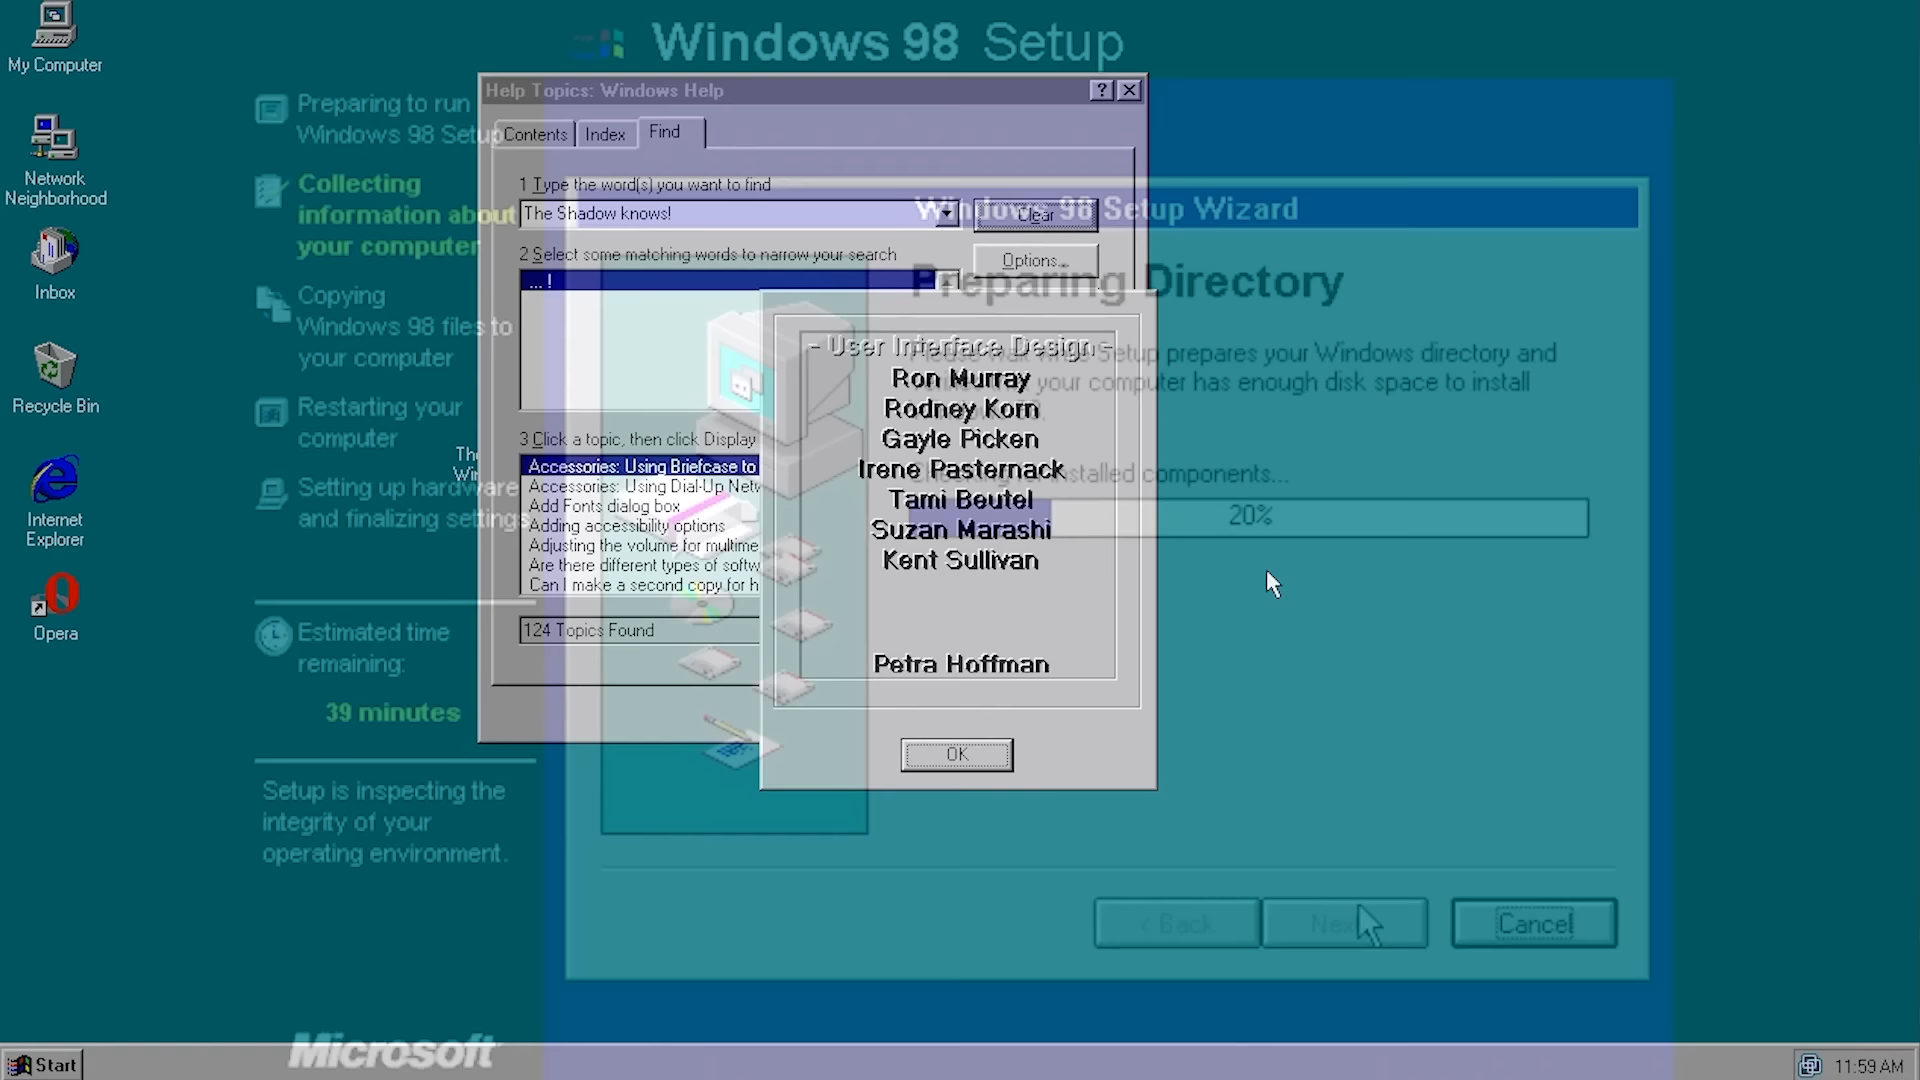 My Computer
Network
Neighborhood
Inbox
Recycle Bin
Internet
Explorer
Opera
Windows 98 Setup
Preparing to run
Windows 98 Setup
Collecting
information about
your computer
Copying
Windows 98 files to
your computer
Restarting your
computer
Setting up hardware
and finalizing settings
Estimated time
remaining:
39 minutes
Setup is inspecting the
integrity of your
operating environment.
Microsoft
Help Topics: Windows Help
Contents
Index
Find
1 Type the word(s) you want to find
The Shadow knows!
Clear
2 Select some matching words to narrow your search
Options...
... !
3 Click a topic, then click Display
Accessories: Using Briefcase to
Accessories: Using Dial-Up Netw
Add Fonts dialog box
Adding accessibility options
Adjusting the volume for multime
Are there different types of softw
Can I make a second copy for h
124 Topics Found
- User Interface Design -
Ron Murray
Rodney Korn
Gayle Picken
Irene Pasternack
Tami Beutel
Suzan Marashi
Kent Sullivan
Petra Hoffman
OK
Windows 98 Setup Wizard
Preparing Directory
Setup prepares your Windows directory and
your computer has enough disk space to install
installed components...
20%
< Back
Next
Cancel
Start
11:59 AM